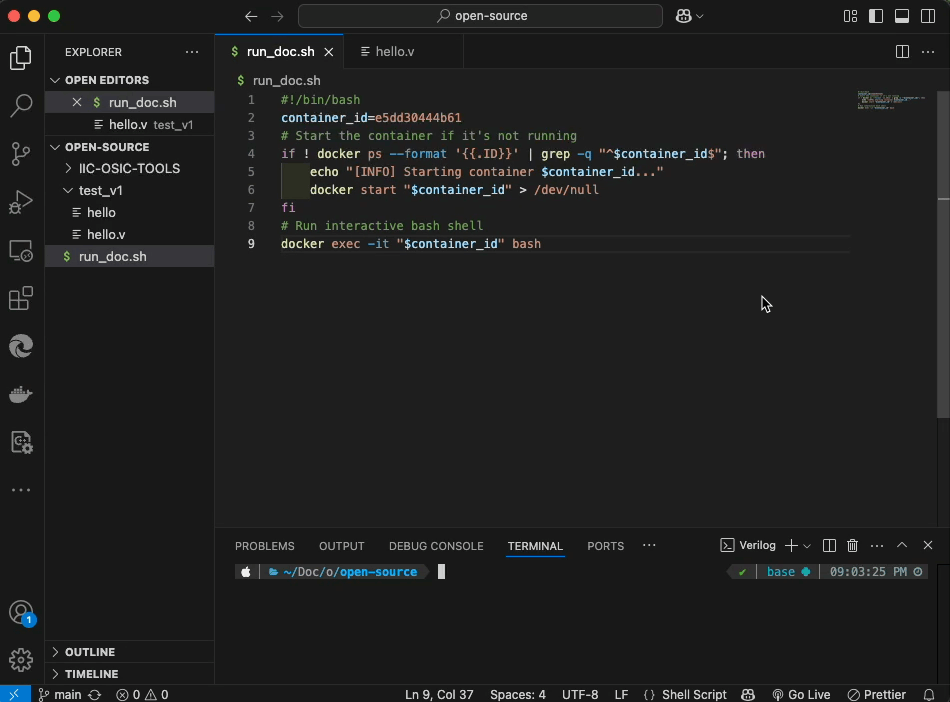 open-source
EXPLORER
OPEN EDITORS
$ run_doc.sh
hello.v test_v1
OPEN-SOURCE
IIC-OSIC-TOOLS
test_v1
hello
hello.v
$ run_doc.sh
OUTLINE
TIMELINE
$ run_doc.sh
hello.v
$ run_doc.sh
1 #!/bin/bash
2 container_id=e5dd30444b61
3 # Start the container if it's not running
4 if ! docker ps --format '{{.ID}}' | grep -q "^$container_id$"; then
5 echo "[INFO] Starting container $container_id..."
6 docker start "$container_id" > /dev/null
7 fi
8 # Run interactive bash shell
9 docker exec -it "$container_id" bash
PROBLEMS OUTPUT DEBUG CONSOLE TERMINAL PORTS Verilog
~/Doc/o/open-source base 09:03:25 PM
1
main 0 0 Ln 9, Col 37 Spaces: 4 UTF-8 LF {} Shell Script Go Live Prettier